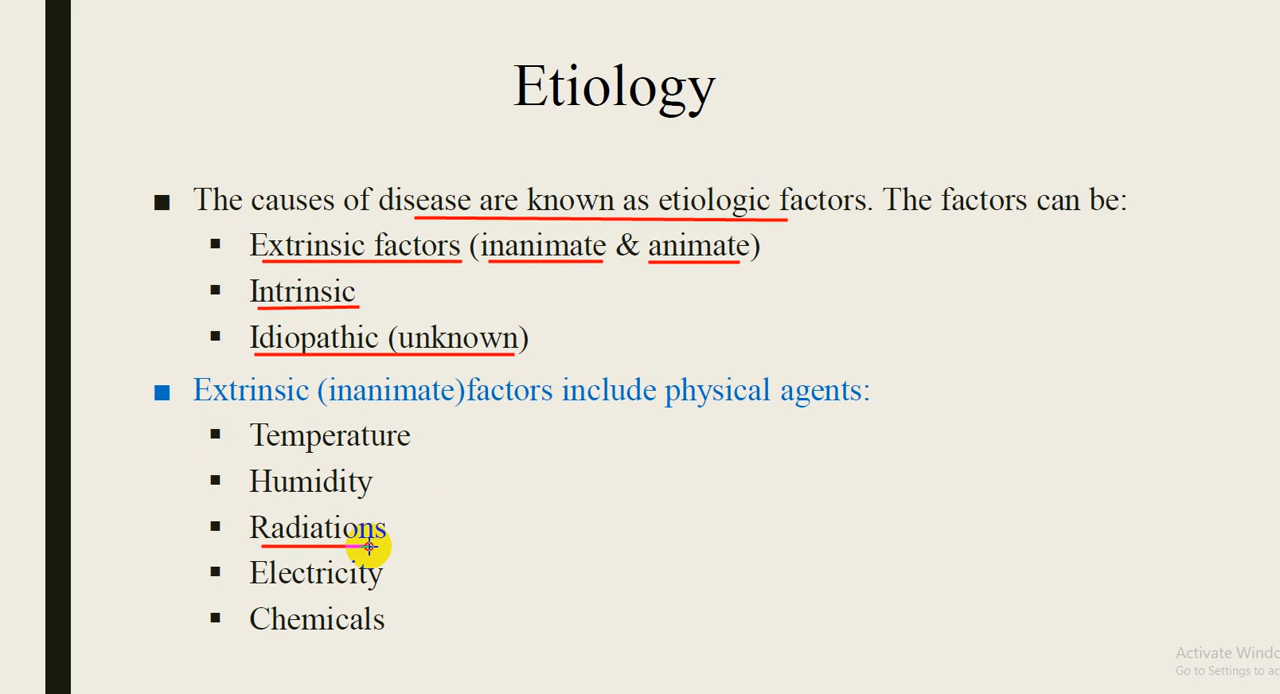 Etiology
■ The causes of disease are known as etiologic factors. The factors can be:
▪ Extrinsic factors (inanimate & animate)
▪ Intrinsic
▪ Idiopathic (unknown)
■ Extrinsic (inanimate)factors include physical agents:
▪ Temperature
▪ Humidity
▪ Radiations
▪ Electricity
▪ Chemicals
Activate Windo
Go to Settings to ac